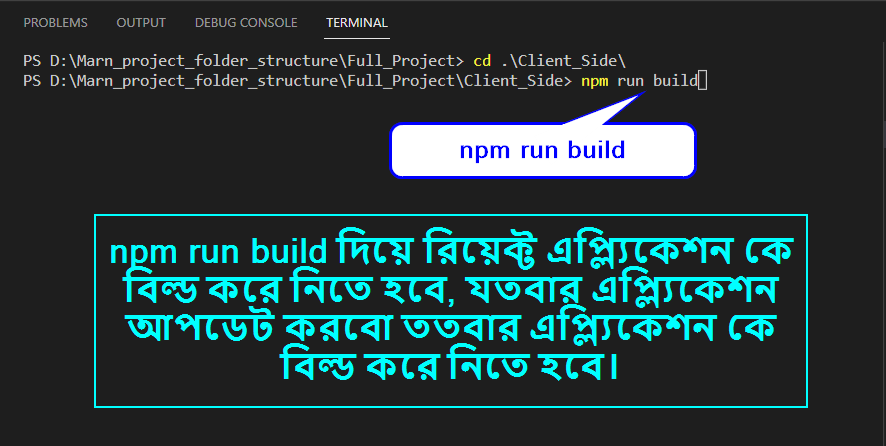 PROBLEMS OUTPUT DEBUG CONSOLE TERMINAL
PS D:\Marn_project_folder_structure\Full_Project> cd .\Client_Side\
PS D:\Marn_project_folder_structure\Full_Project\Client_Side> npm run build
npm run build
npm run build দিয়ে রিয়েক্ট এপ্ল্যিকেশন কে
বিল্ড করে নিতে হবে, যতবার এপ্ল্যিকেশন
আপডেট করবো ততবার এপ্ল্যিকেশন কে
বিল্ড করে নিতে হবে।